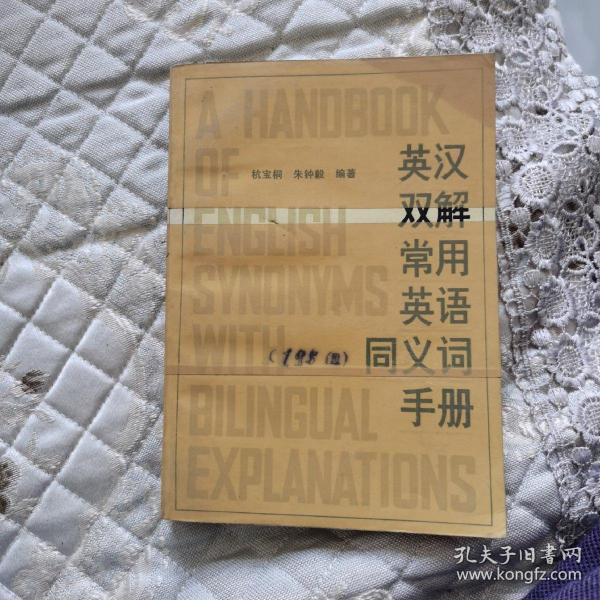 A HANDBOOK
OF
ENGLISH
SYNONYMS
WITH
BILINGUAL
EXPLANATIONS
杭宝桐 朱钟毅 编著
英汉
双解
常用
英语
同义词
手册
孔夫子旧书网
www.kongfz.com